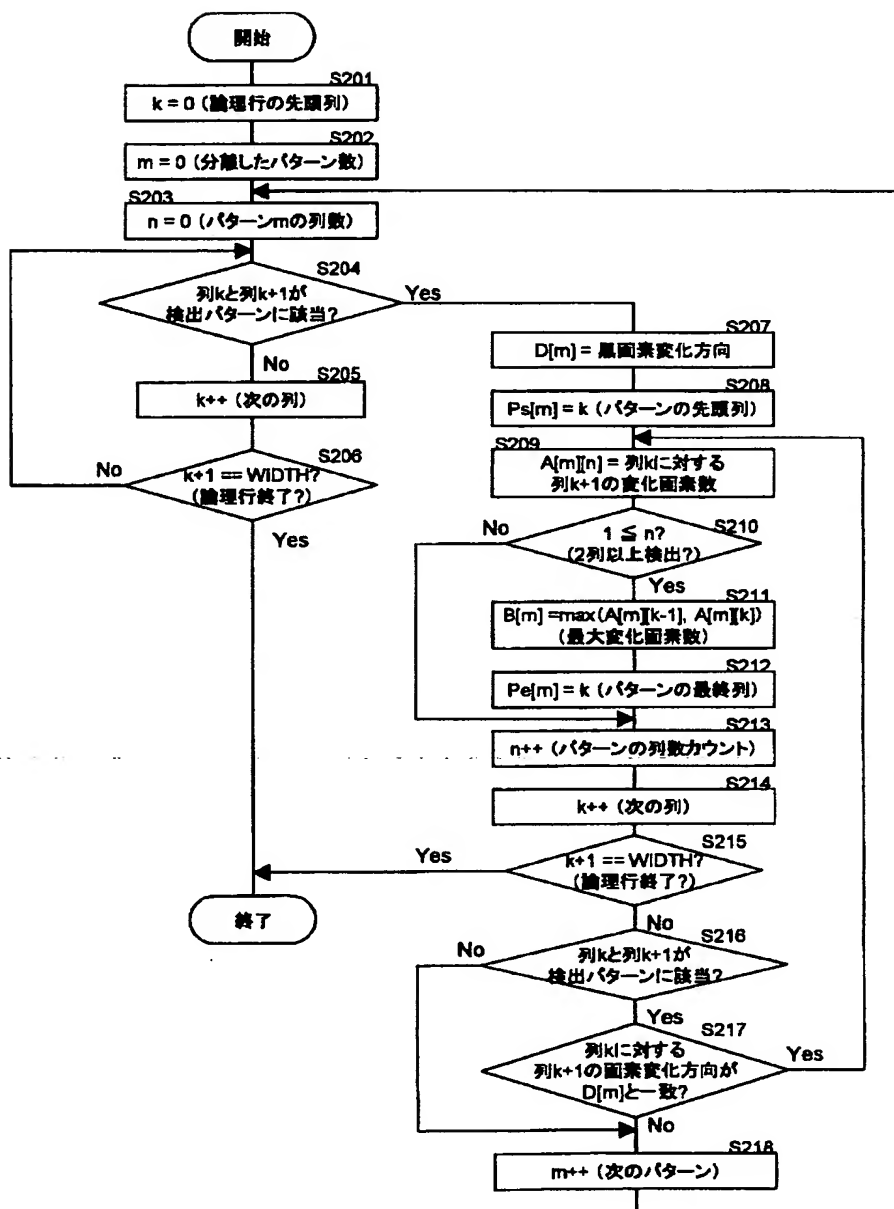 開始
S201
k = 0 (論理行の先頭列)
S202
m = 0 (分離したパターン数)
S203
n = 0 (パターンmの列数)
S204
列kと列k+1が
検出パターンに該当?
Yes
No
S205
k++ (次の列)
S206
k+1 == WIDTH?
(論理行終了?)
No
Yes
S207
D[m] = 黒画素変化方向
S208
Ps[m] = k (パターンの先頭列)
S209
A[m][n] = 列kに対する
列k+1の変化画素数
S210
1 ≦ n?
(2列以上検出?)
No
Yes
S211
B[m] =max(A[m][k-1], A[m][k])
(最大変化画素数)
S212
Pe[m] = k (パターンの最終列)
S213
n++ (パターンの列数カウント)
S214
k++ (次の列)
S215
k+1 == WIDTH?
(論理行終了?)
Yes
終了
No
S216
列kと列k+1が
検出パターンに該当?
No
Yes
S217
列kに対する
列k+1の画素変化方向が
D[m]と一致?
Yes
No
S218
m++ (次のパターン)